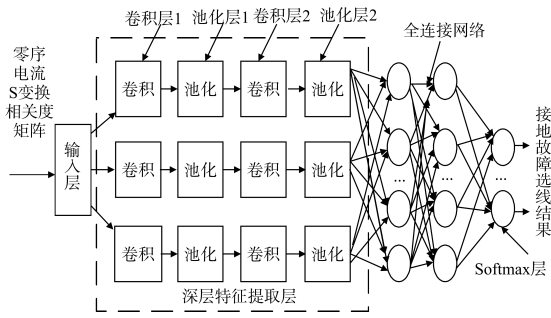 卷积层1 池化层1 卷积层2 池化层2
全连接网络
零序
电流
S变换
相关度
矩阵
输入层
卷积 池化 卷积 池化
卷积 池化 卷积 池化
...
...
...
卷积 池化 卷积 池化
深层特征提取层
接地故障选线结果
Softmax层